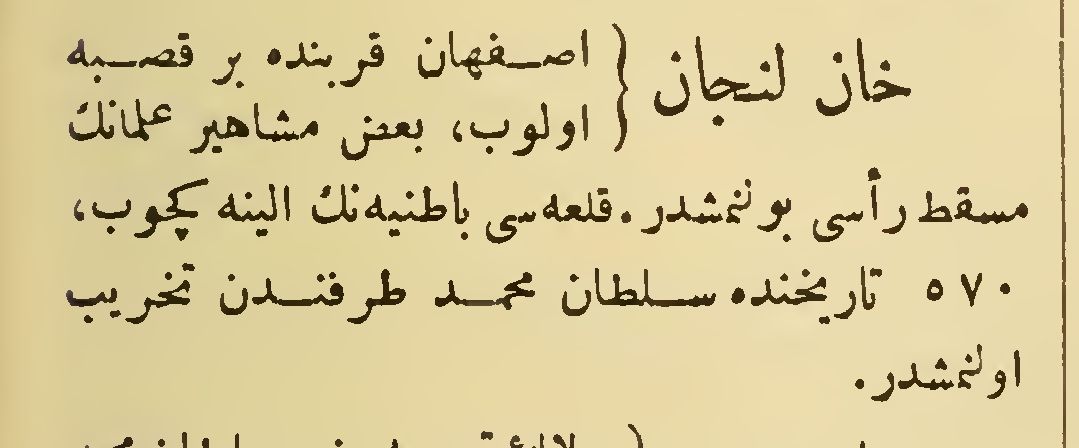 خان لنجان } اصفهان قربنده بر قصبه
اولوب، بعض مشاهیر علمانك
مسقط رأسی بولنمشدر. قلعه‌سی باطنیه‌نك الینه کچوب،
٥٧٠ تاریخنده سلطان محمد طرفندن تخریب
اولنمشدر.